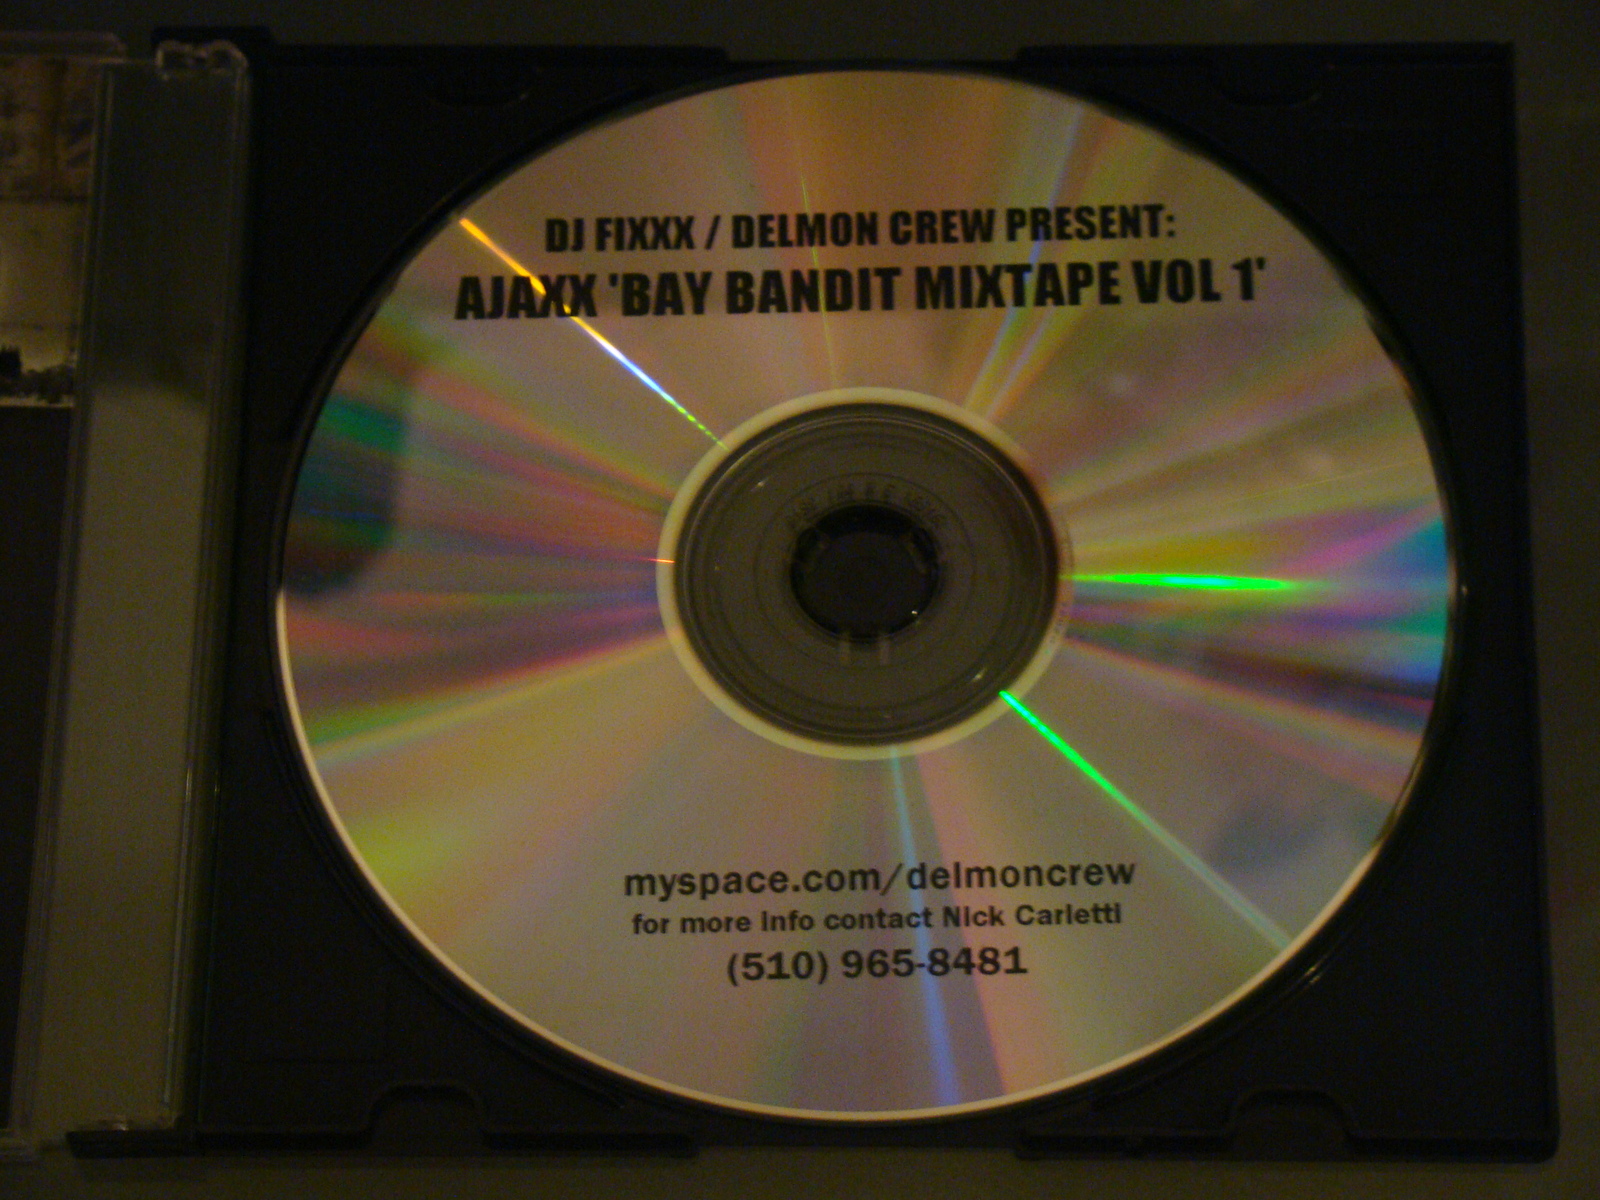 DJ FIXXX / DELMON CREW PRESENT:
AJAXX 'BAY BANDIT MIXTAPE VOL 1'
myspace.com/delmoncrew
for more info contact Nick Carletti
(510) 965-8481